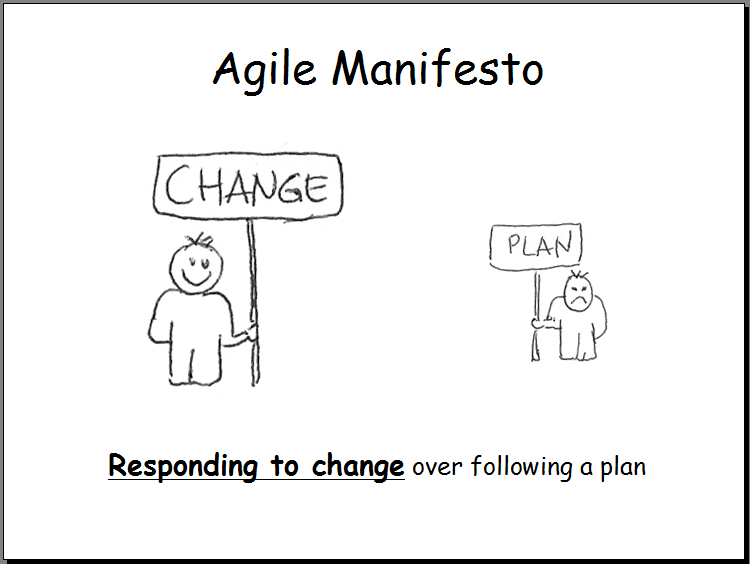 Agile Manifesto
CHANGE
PLAN
Responding to change over following a plan